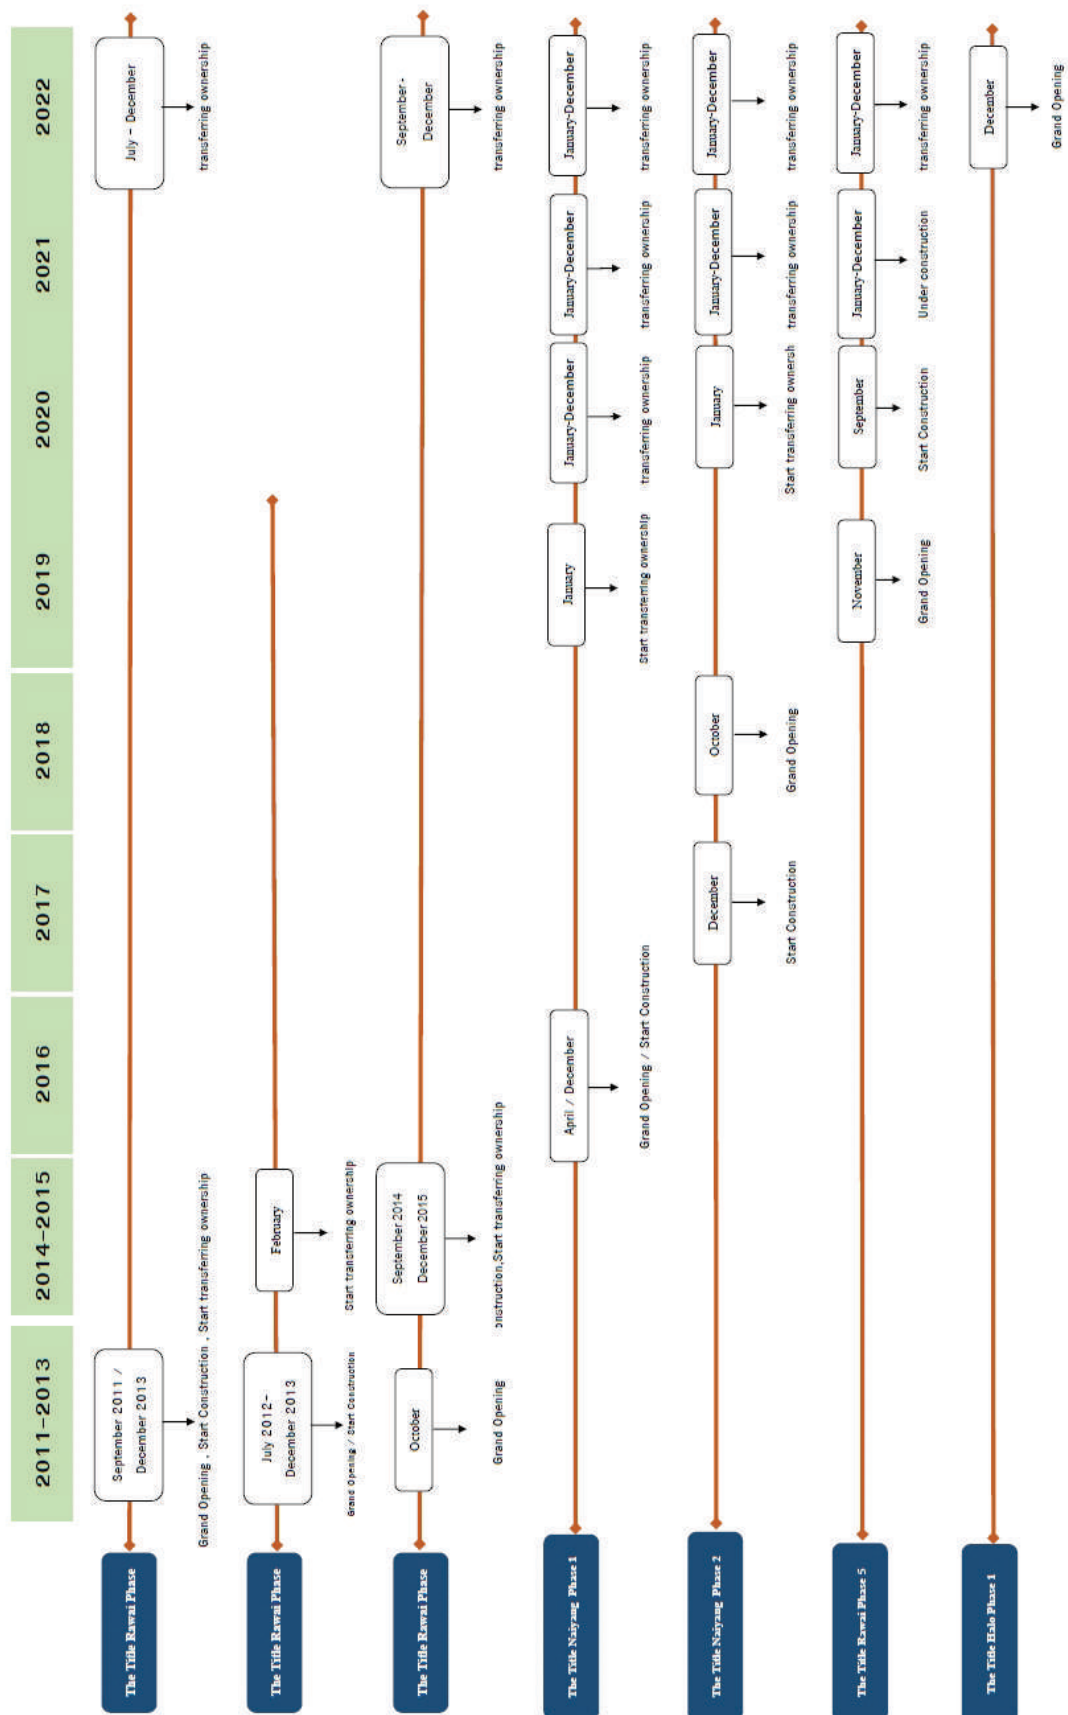 2011-2013
2014-2015
2016
2017
2018
2019
2020
2021
2022
The Title Rawai Phase
September 2011 /
December 2013
Grand Opening , Start Construction , Start transferring ownership
July – December
transferring ownership
The Title Rawai Phase
July 2012–
December 2013
Grand Opening / Start Construction
February
Start transferring ownership
The Title Rawai Phase
October
Grand Opening
September 2014
December 2015
onstruction,Start transferring ownership
September-
December
transferring ownership
The Title Naiyang Phase 1
April / December
Grand Opening / Start Construction
January
Start transferring ownership
January-December
transferring ownership
January-December
transferring ownership
January-December
transferring ownership
The Title Naiyang Phase 2
December
Start Construction
October
Grand Opening
January
Start transferring ownersh
January-December
transferring ownership
January-December
transferring ownership
The Title Rawai Phase 5
November
Grand Opening
September
Start Construction
January-December
Under construction
January-December
transferring ownership
The Title Halo Phase 1
December
Grand Opening